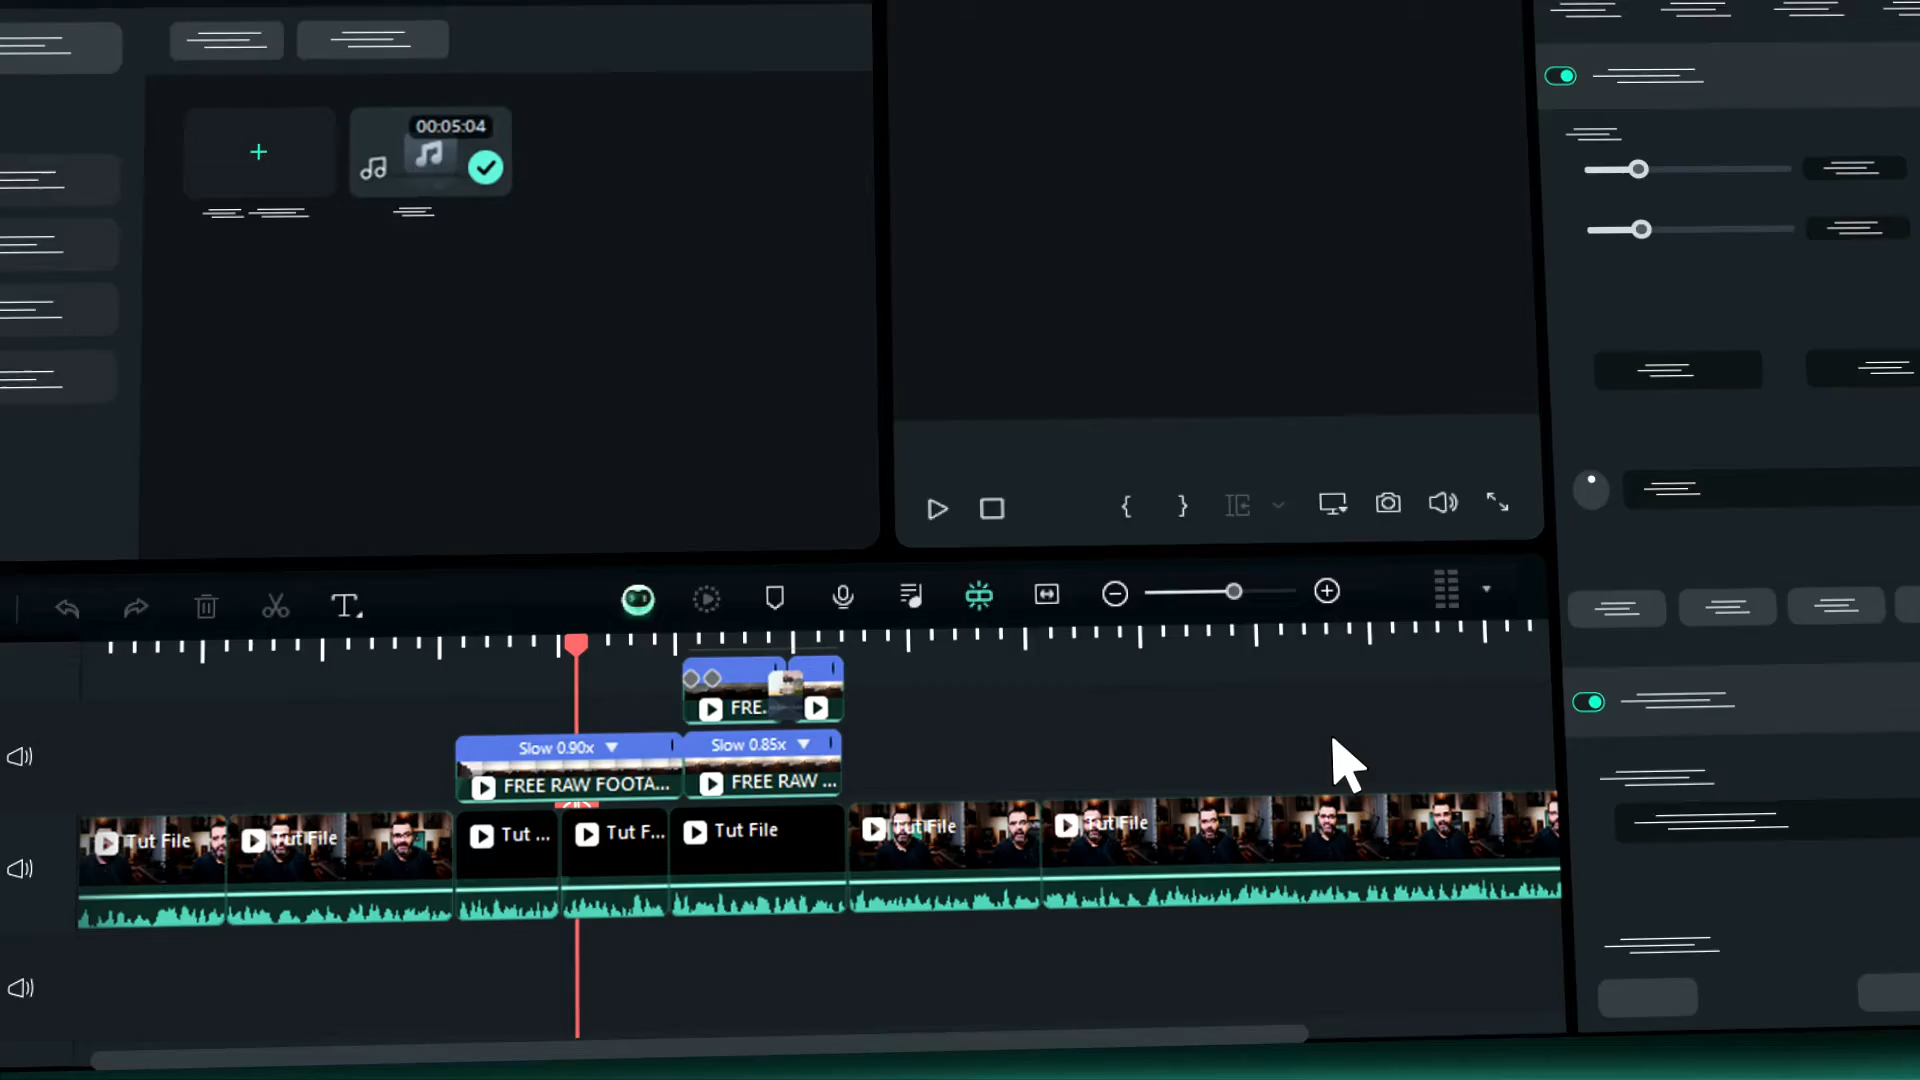 00:05:04
FRE...
Slow 0.90x
Slow 0.85x
FREE RAW FOOTA...
FREE RAW ...
Tut File
Tut File
Tut ...
Tut F...
Tut File
Tut File
Tut File